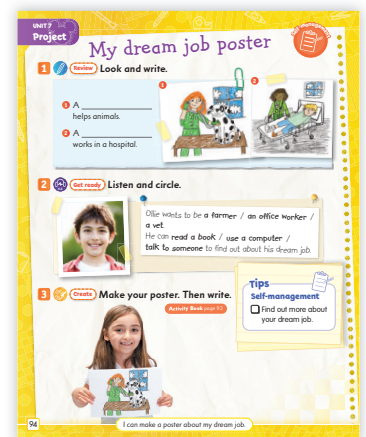 UNIT 7
Project
Self-management
My dream job poster
1 Review Look and write.
1 A
helps animals.
2 A
works in a hospital.
1
2
2 Get ready Listen and circle.
Ollie wants to be a farmer / an office worker /
a vet.
He can read a book / use a computer /
talk to someone to find out about his dream job.
Tips
Self-management
Find out more about
your dream job.
3 Create Make your poster. Then write.
Activity Book page 92
94
I can make a poster about my dream job.